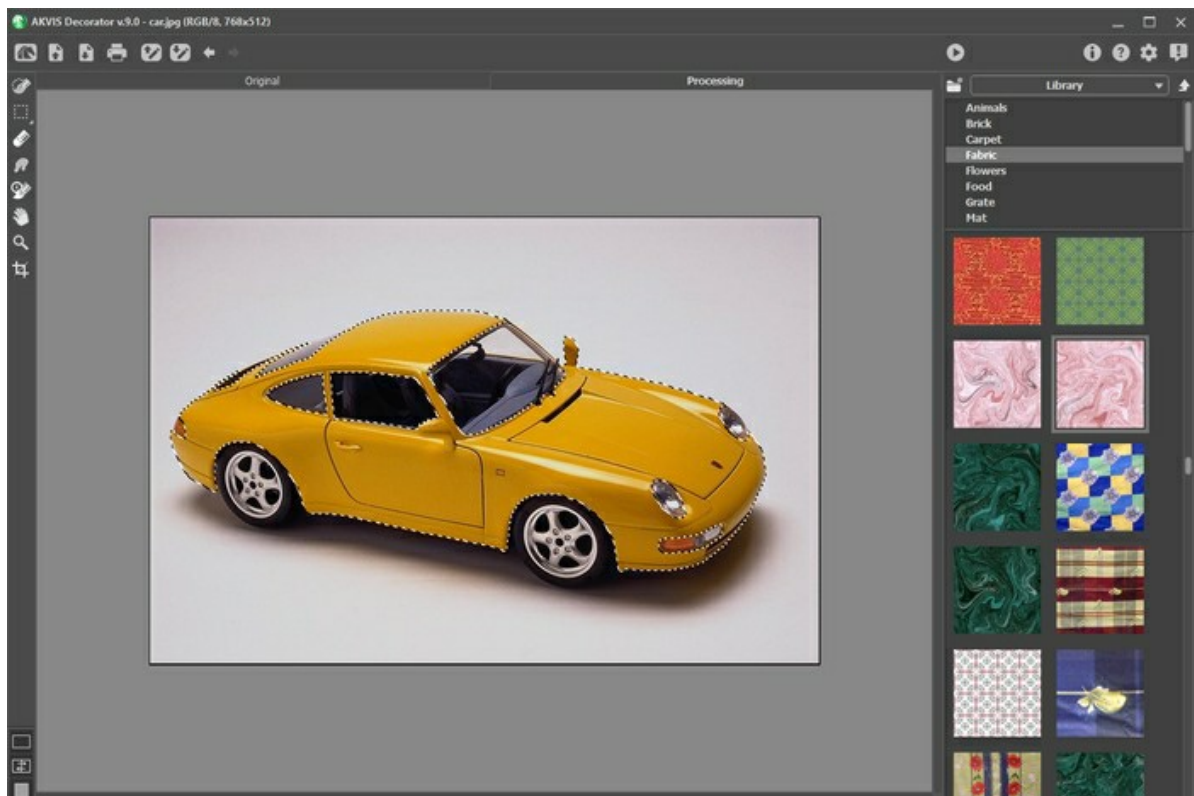 AKVIS Decorator v.9.0 - car.jpg (RGB/8, 768x512)
Original
Processing
Library
Animals
Brick
Carpet
Fabric
Flowers
Food
Grate
Mat